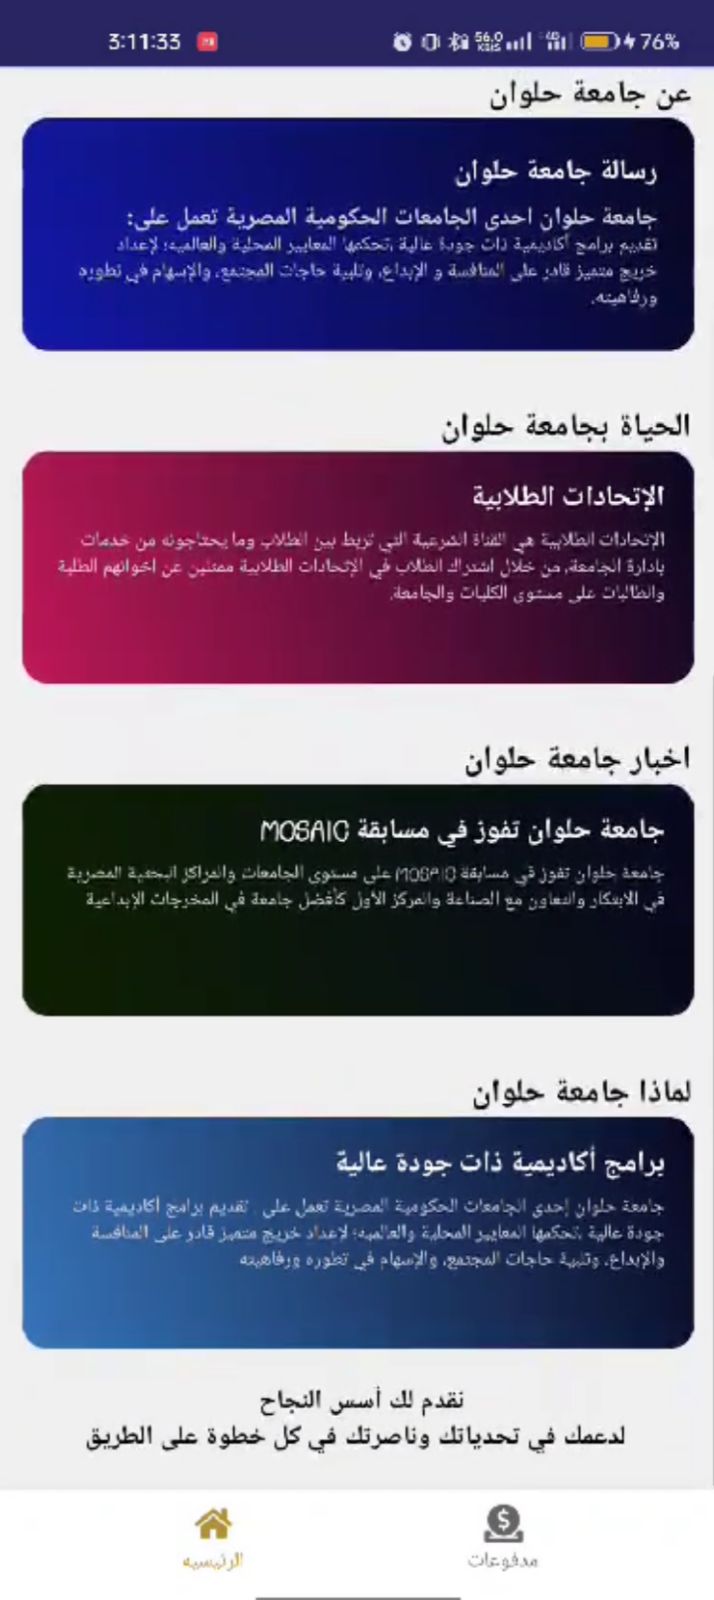 3:11:33
56.0 KB/S 4G 76%
عن جامعة حلوان
رسالة جامعة حلوان
جامعة حلوان احدى الجامعات الحكومية المصرية تعمل على:
تقديم برامج أكاديمية ذات جودة عالية ,تحكمها المعايير المحلية والعالميه؛ لإعداد
خريج متميز قادر على المنافسة و الإبداع، وتلبية حاجات المجتمع، والإسهام في تطوره
ورفاهيته.
الحياة بجامعة حلوان
الإتحادات الطلابية
الإتحادات الطلابية هي القناة الشرعية التي تربط بين الطلاب وما يحتاجونه من خدمات
بادارة الجامعة، من خلال اشتراك الطلاب في الإتحادات الطلابية ممثلين عن اخوانهم الطلبة
والطالبات على مستوى الكليات والجامعة.
اخبار جامعة حلوان
جامعة حلوان تفوز في مسابقة MOSAIC
جامعة حلوان تفوز في مسابقة MOSAIC على مستوى الجامعات والمراكز البحثية المصرية
في الابتكار والتعاون مع الصناعة والمركز الأول كأفضل جامعة في المخرجات الإبداعية
لماذا جامعة حلوان
برامج أكاديمية ذات جودة عالية
جامعة حلوان إحدى الجامعات الحكومية المصرية تعمل على : تقديم برامج أكاديمية ذات
جودة عالية ,تحكمها المعايير المحلية والعالميه؛ لإعداد خريج متميز قادر على المنافسة
والإبداع، وتلبية حاجات المجتمع، والإسهام في تطوره ورفاهيته
نقدم لك أسس النجاح
لدعمك في تحدياتك وناصرتك في كل خطوة على الطريق
مدفوعات
الرئيسيه